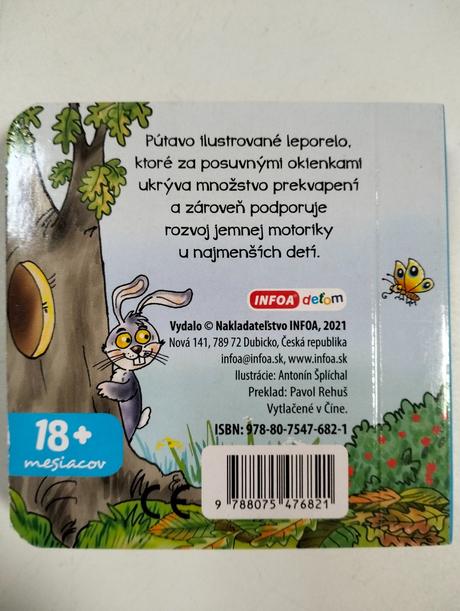 Pútavo ilustrované leporelo,
ktoré za posuvnými okienkami
ukrýva množstvo prekvapení
a zároveň podporuje
rozvoj jemnej motoriky
u najmenších detí.
INFOA deťom
Vydalo © Nakladateľstvo INFOA, 2021
Nová 141, 789 72 Dubicko, Česká republika
infoa@infoa.sk, www.infoa.sk
Ilustrácie: Antonín Šplíchal
Preklad: Pavol Rehuš
Vytlačené v Číne.
ISBN: 978-80-7547-682-1
18+
mesiacov
CE
9 788075 476821